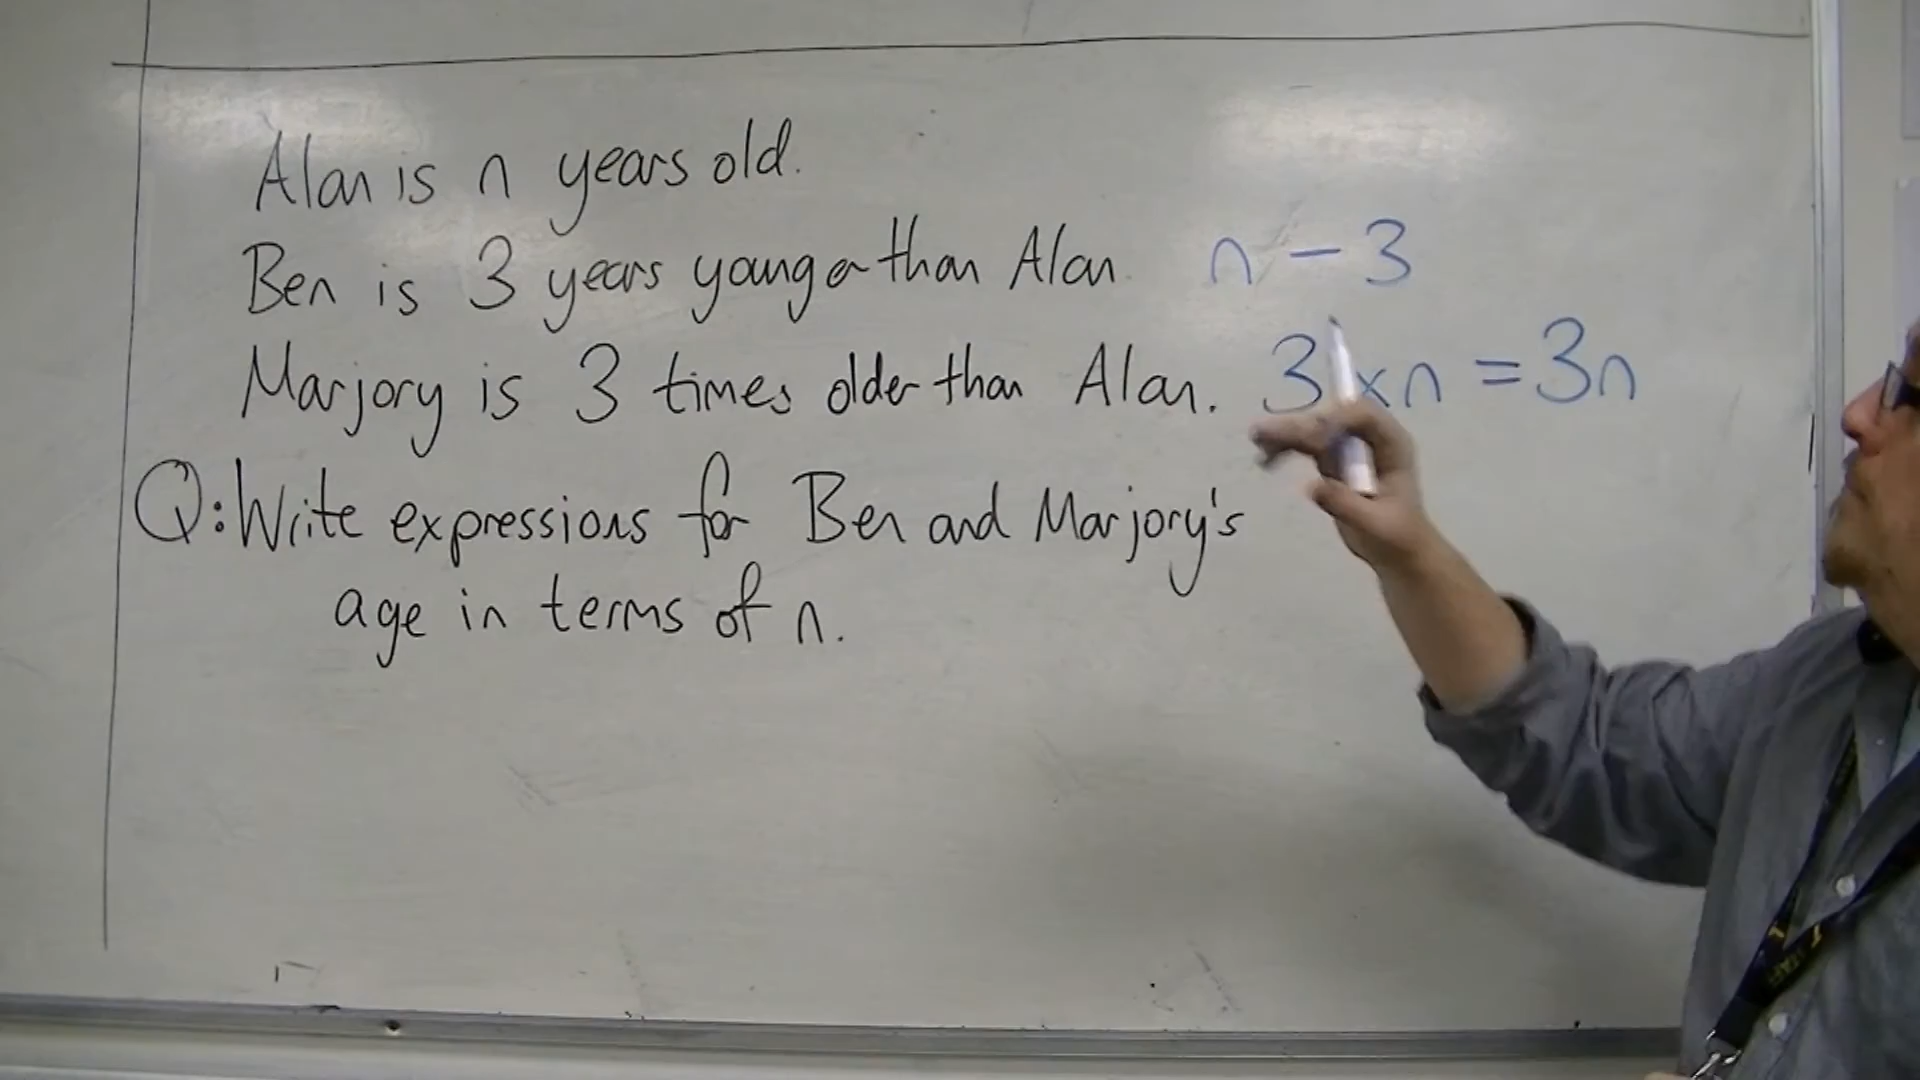 Alan is n years old.
Ben is 3 years younger than Alan. n - 3
Marjory is 3 times older than Alan. 3 × n = 3n
Q: Write expressions for Ben and Marjory's
age in terms of n.